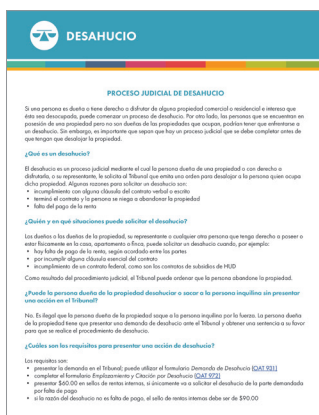 DESAHUCIO
PROCESO JUDICIAL DE DESAHUCIO
Si una persona es dueña o tiene derecho a disfrutar de alguna propiedad comercial o residencial e interesa que
ésta sea desocupada, puede comenzar un proceso de desahucio. Por otro lado, las personas que se encuentran en
posesión de una propiedad pero no son dueñas de las propiedades que ocupan, podrían tener que enfrentarse a
un desahucio. Sin embargo, es importante que sepan que hay un proceso judicial que se debe completar antes de
que tengan que desalojar la propiedad.
¿Qué es un desahucio?
El desahucio es un proceso judicial mediante el cual la persona dueña de una propiedad o con derecho a
disfrutarla, o su representante, le solicita al Tribunal que emita una orden para desalojar a la persona quien ocupa
dicha propiedad. Algunas razones para solicitar un desahucio son:
• incumplimiento con alguna cláusula del contrato verbal o escrito
• terminó el contrato y la persona se niega a abandonar la propiedad
• falta del pago de la renta
¿Quién y en qué situaciones puede solicitar el desahucio?
Los dueños o las dueñas de la propiedad, su representante o cualquier otra persona que tenga derecho a poseer o
estar físicamente en la casa, apartamento o finca, puede solicitar un desahucio cuando, por ejemplo:
• hay falta de pago de la renta, según acordado entre las partes
• por incumplir alguna cláusula esencial del contrato
• incumplimiento de un contrato federal, como son los contratos de subsidios de HUD
Como resultado del procedimiento judicial, el Tribunal puede ordenar que la persona abandone la propiedad.
¿Puede la persona dueña de la propiedad desahuciar o sacar a la persona inquilina sin presentar
una acción en el Tribunal?
No. Es ilegal que la persona dueña de la propiedad saque a la persona inquilina por la fuerza. La persona dueña
de la propiedad tiene que presentar una demanda de desahucio ante el Tribunal y obtener una sentencia a su favor
para que se realice el procedimiento de desahucio.
¿Cuáles son los requisitos para presentar una acción de desahucio?
Los requisitos son:
• presentar la demanda en el Tribunal; puede utilizar el formulario Demanda de Desahucio (OAT 931)
• completar el formulario Emplazamiento y Citación por Desahucio (OAT 972)
• presentar $60.00 en sellos de rentas internas, si únicamente va a solicitar el desahucio de la parte demandada
por falta de pago
• si la razón del desahucio no es falta de pago, el sello de rentas internas debe ser de $90.00